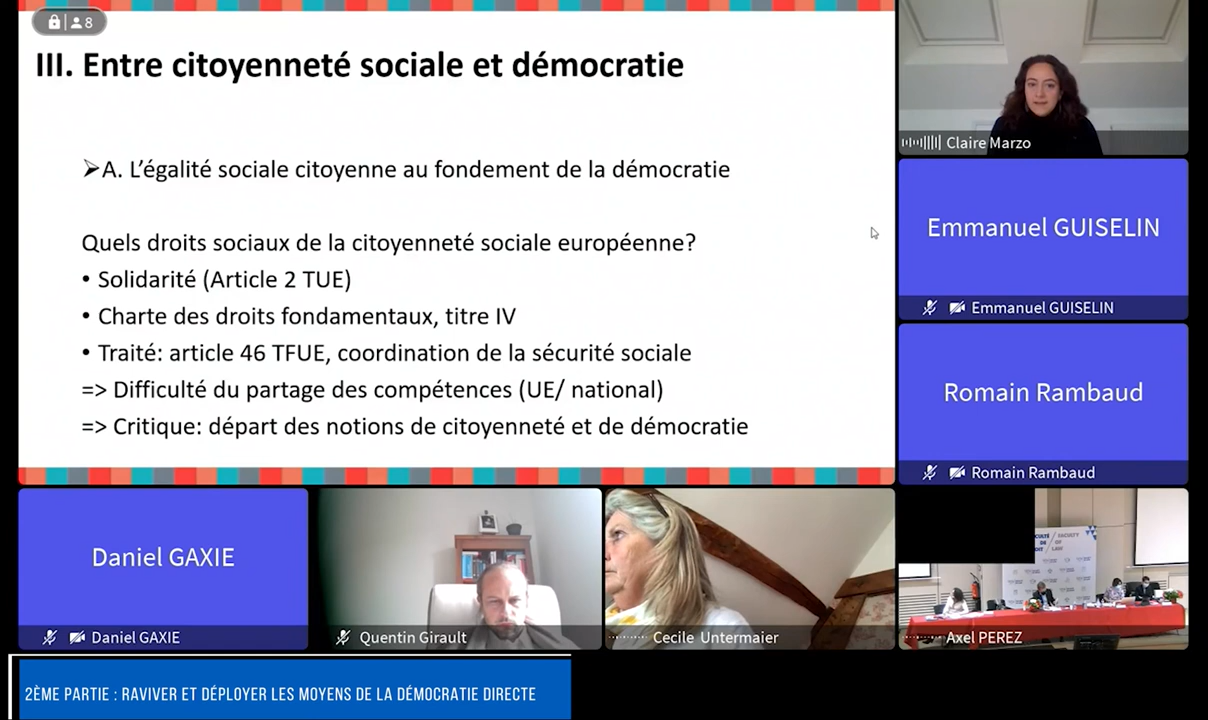 8
III. Entre citoyenneté sociale et démocratie
A. L'égalité sociale citoyenne au fondement de la démocratie
Quels droits sociaux de la citoyenneté sociale européenne?
• Solidarité (Article 2 TUE)
• Charte des droits fondamentaux, titre IV
• Traité: article 46 TFUE, coordination de la sécurité sociale
=> Difficulté du partage des compétences (UE/ national)
=> Critique: départ des notions de citoyenneté et de démocratie
Claire Marzo
Emmanuel GUISELIN
Emmanuel GUISELIN
Romain Rambaud
Romain Rambaud
Daniel GAXIE
Daniel GAXIE
Quentin Girault
Cecile Untermaier
FACULTY
OF
LAW
Axel PEREZ
2ÈME PARTIE : RAVIVER ET DÉPLOYER LES MOYENS DE LA DÉMOCRATIE DIRECTE